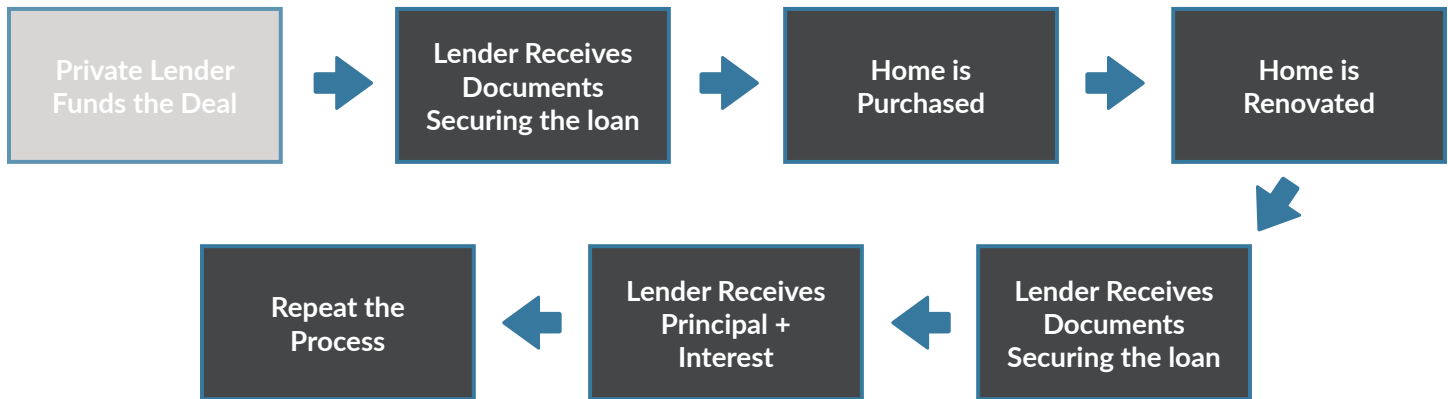 Private Lender
Funds the Deal
Lender Receives
Documents
Securing the loan
Home is
Purchased
Home is
Renovated
Lender Receives
Documents
Securing the loan
Lender Receives
Principal +
Interest
Repeat the
Process